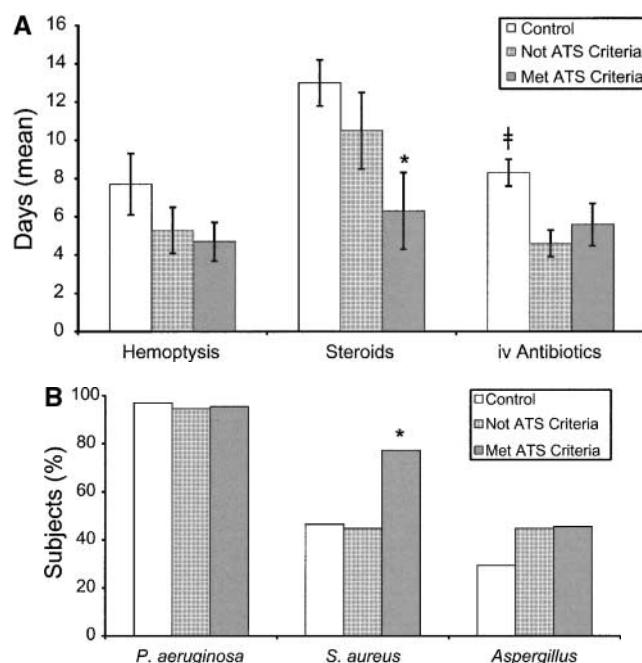 A
16
14
12
10
8
6
4
2
0
Days (mean)
Control
Not ATS Criteria
Met ATS Criteria
*
ǂ
Hemoptysis
Steroids
iv Antibiotics
B
100
80
60
40
20
0
Subjects (%)
Control
Not ATS Criteria
Met ATS Criteria
*
P. aeruginosa
S. aureus
Aspergillus